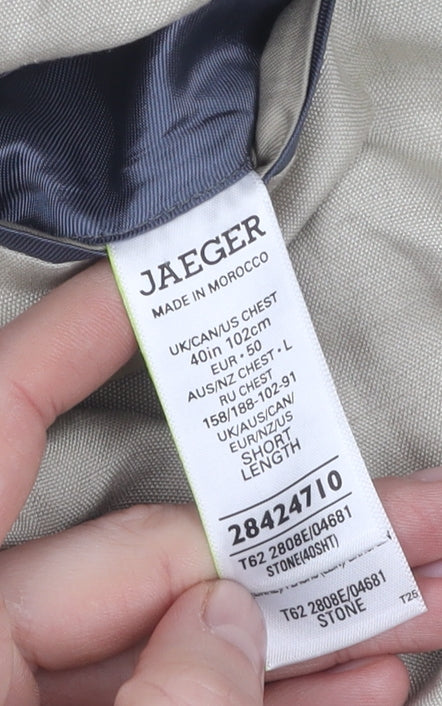 JAEGER
MADE IN MOROCCO
UK/CAN/US CHEST
40in 102cm
EUR • 50
AUS/NZ CHEST • L
RU CHEST
158/188-102-91
UK/AUS/CAN/
EUR/NZ/US
SHORT
LENGTH
28424710
T62 2808E/04681
STONE(40SHT)
T62 2808E/04681
STONE
T25